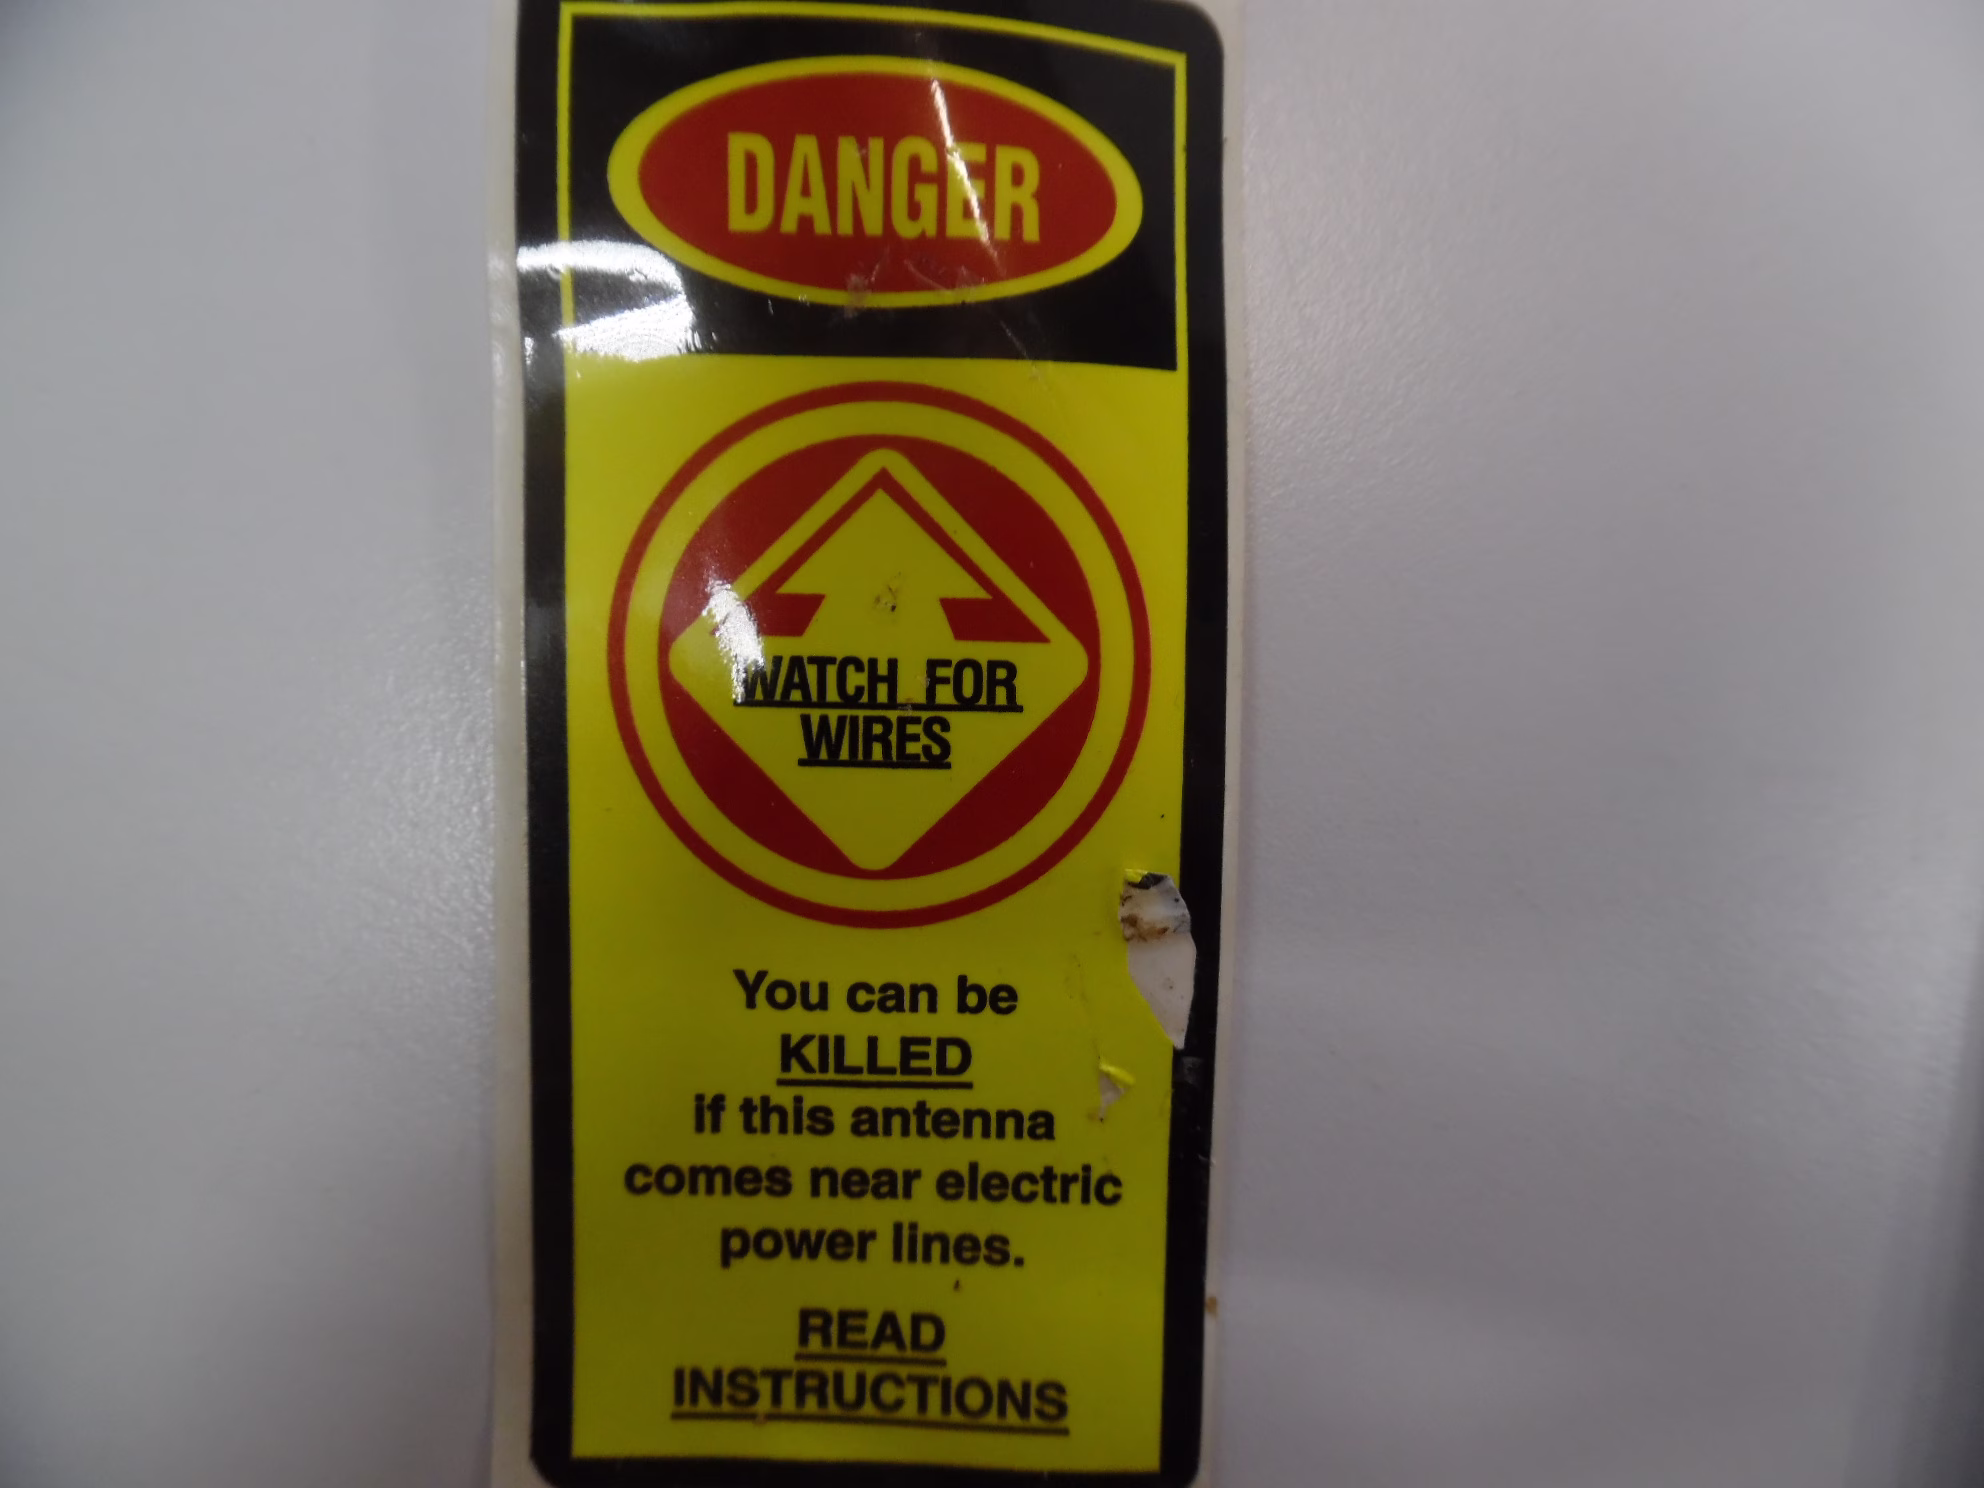 DANGER
WATCH FOR
WIRES
You can be
KILLED
if this antenna
comes near electric
power lines.
READ
INSTRUCTIONS